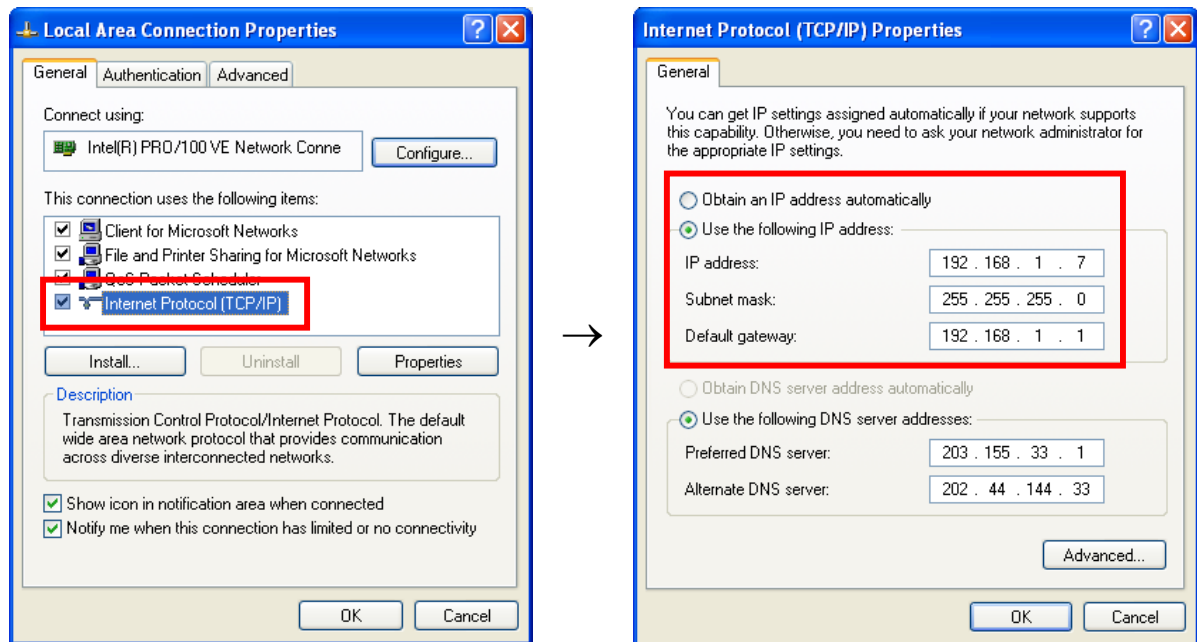 Local Area Connection Properties
General
Authentication
Advanced
Connect using:
Intel(R) PRO/100 VE Network Conne
Configure...
This connection uses the following items:
Client for Microsoft Networks
File and Printer Sharing for Microsoft Networks
QoS Packet Scheduler
Internet Protocol (TCP/IP)
Install...
Uninstall
Properties
Description
Transmission Control Protocol/Internet Protocol. The default
wide area network protocol that provides communication
across diverse interconnected networks.
Show icon in notification area when connected
Notify me when this connection has limited or no connectivity
OK
Cancel
→
Internet Protocol (TCP/IP) Properties
General
You can get IP settings assigned automatically if your network supports
this capability. Otherwise, you need to ask your network administrator for
the appropriate IP settings.
Obtain an IP address automatically
Use the following IP address:
IP address: 192 . 168 . 1 . 7
Subnet mask: 255 . 255 . 255 . 0
Default gateway: 192 . 168 . 1 . 1
Obtain DNS server address automatically
Use the following DNS server addresses:
Preferred DNS server: 203 . 155 . 33 . 1
Alternate DNS server: 202 . 44 . 144 . 33
Advanced...
OK
Cancel